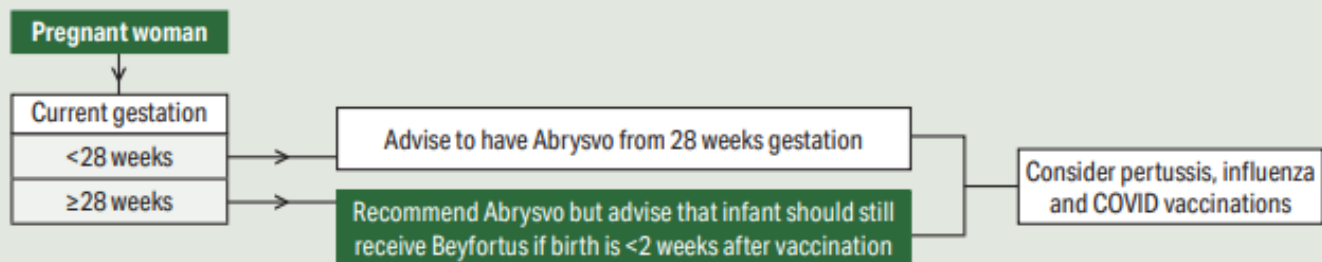 Pregnant woman
Current gestation
<28 weeks
≥28 weeks
Advise to have Abrysvo from 28 weeks gestation
Recommend Abrysvo but advise that infant should still
receive Beyfortus if birth is <2 weeks after vaccination
Consider pertussis, influenza
and COVID vaccinations